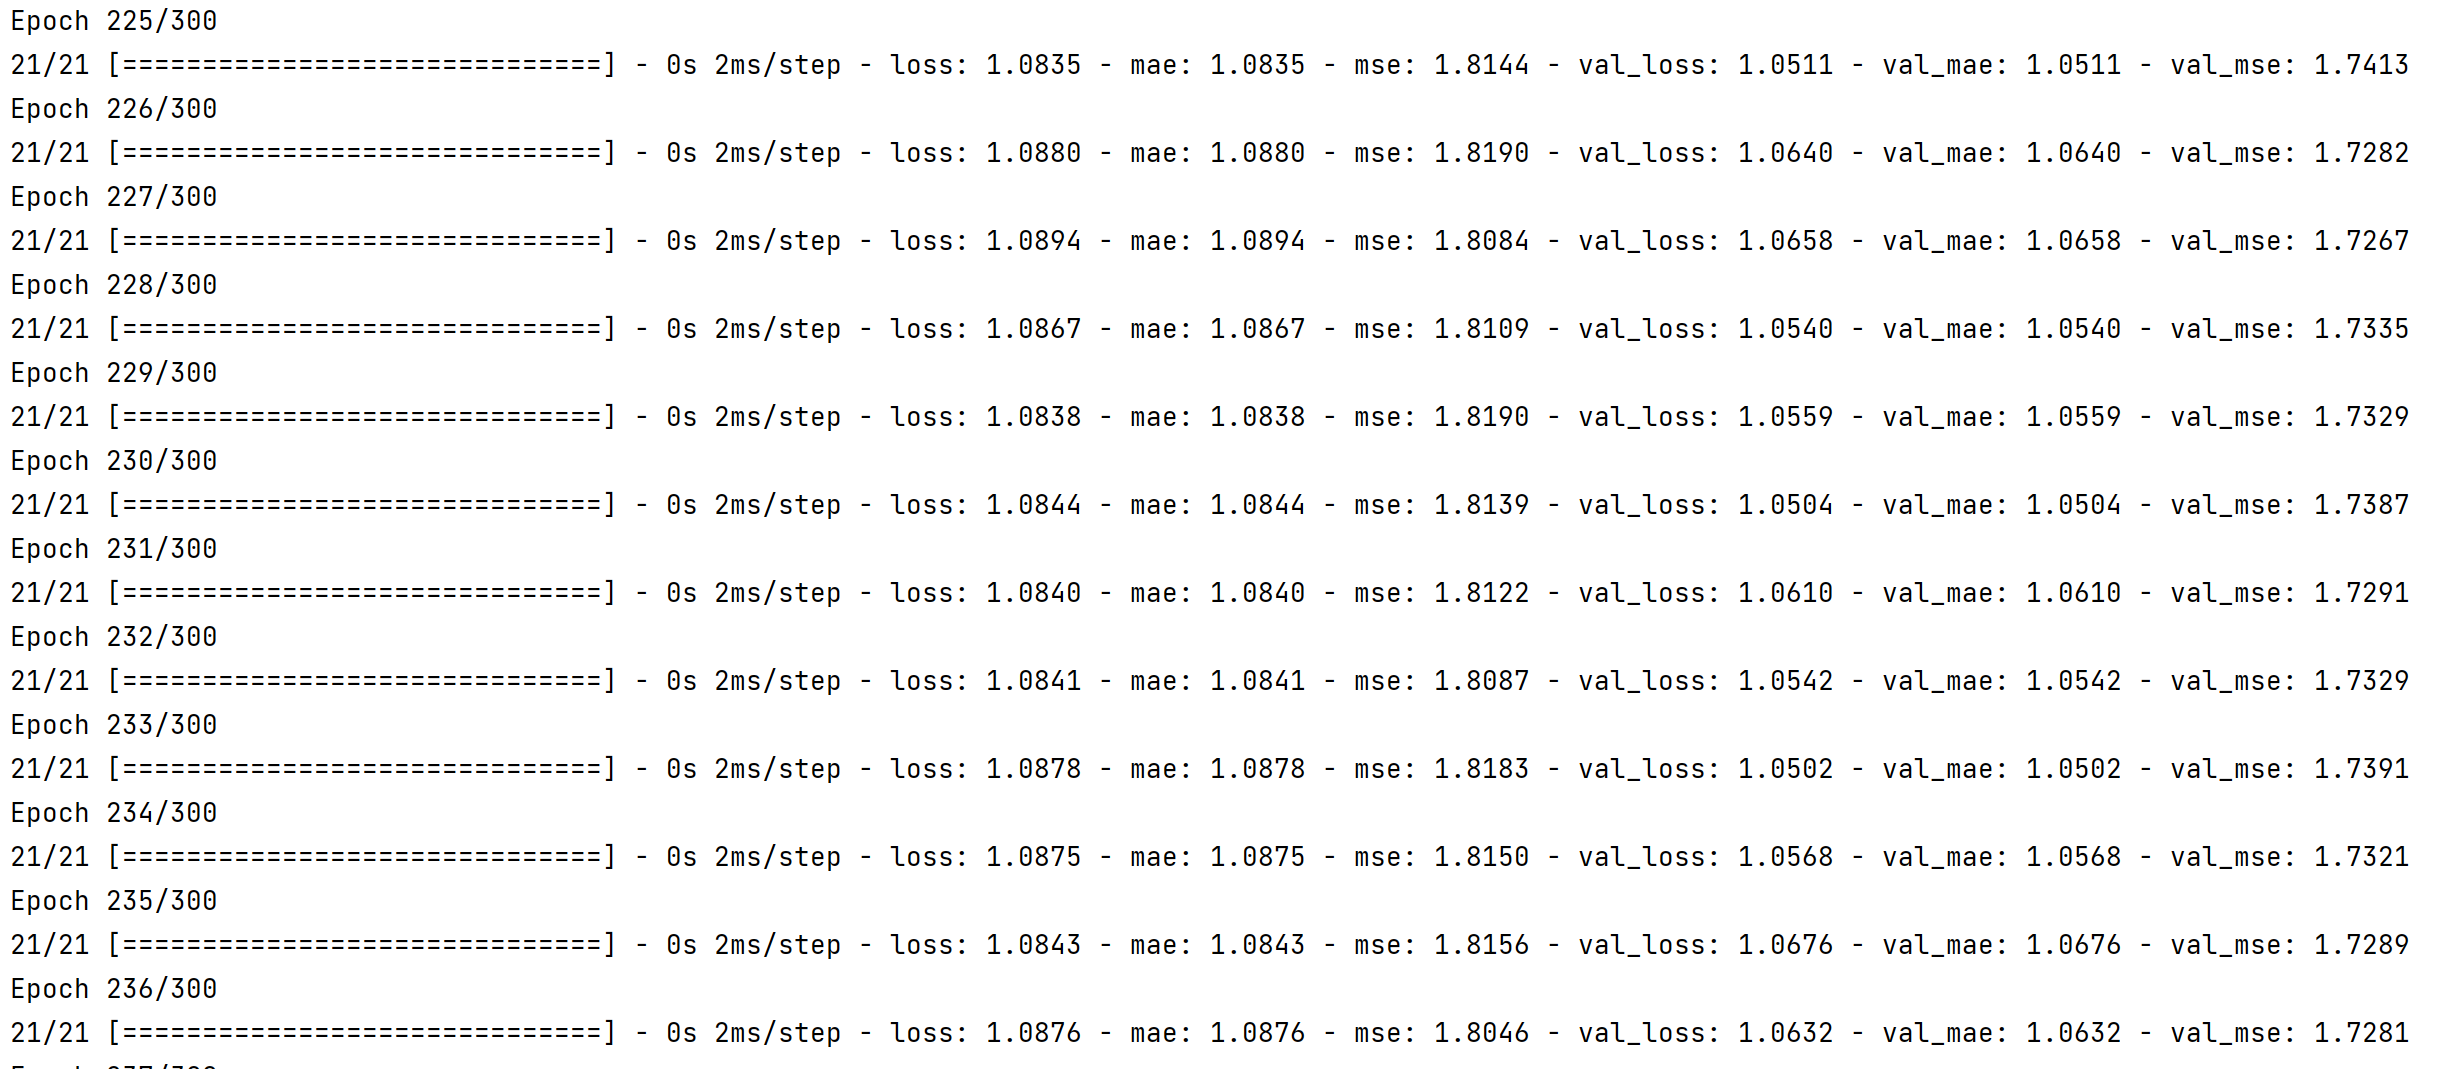 Epoch 225/300
21/21 [==============================] - 0s 2ms/step - loss: 1.0835 - mae: 1.0835 - mse: 1.8144 - val_loss: 1.0511 - val_mae: 1.0511 - val_mse: 1.7413
Epoch 226/300
21/21 [==============================] - 0s 2ms/step - loss: 1.0880 - mae: 1.0880 - mse: 1.8190 - val_loss: 1.0640 - val_mae: 1.0640 - val_mse: 1.7282
Epoch 227/300
21/21 [==============================] - 0s 2ms/step - loss: 1.0894 - mae: 1.0894 - mse: 1.8084 - val_loss: 1.0658 - val_mae: 1.0658 - val_mse: 1.7267
Epoch 228/300
21/21 [==============================] - 0s 2ms/step - loss: 1.0867 - mae: 1.0867 - mse: 1.8109 - val_loss: 1.0540 - val_mae: 1.0540 - val_mse: 1.7335
Epoch 229/300
21/21 [==============================] - 0s 2ms/step - loss: 1.0838 - mae: 1.0838 - mse: 1.8190 - val_loss: 1.0559 - val_mae: 1.0559 - val_mse: 1.7329
Epoch 230/300
21/21 [==============================] - 0s 2ms/step - loss: 1.0844 - mae: 1.0844 - mse: 1.8139 - val_loss: 1.0504 - val_mae: 1.0504 - val_mse: 1.7387
Epoch 231/300
21/21 [==============================] - 0s 2ms/step - loss: 1.0840 - mae: 1.0840 - mse: 1.8122 - val_loss: 1.0610 - val_mae: 1.0610 - val_mse: 1.7291
Epoch 232/300
21/21 [==============================] - 0s 2ms/step - loss: 1.0841 - mae: 1.0841 - mse: 1.8087 - val_loss: 1.0542 - val_mae: 1.0542 - val_mse: 1.7329
Epoch 233/300
21/21 [==============================] - 0s 2ms/step - loss: 1.0878 - mae: 1.0878 - mse: 1.8183 - val_loss: 1.0502 - val_mae: 1.0502 - val_mse: 1.7391
Epoch 234/300
21/21 [==============================] - 0s 2ms/step - loss: 1.0875 - mae: 1.0875 - mse: 1.8150 - val_loss: 1.0568 - val_mae: 1.0568 - val_mse: 1.7321
Epoch 235/300
21/21 [==============================] - 0s 2ms/step - loss: 1.0843 - mae: 1.0843 - mse: 1.8156 - val_loss: 1.0676 - val_mae: 1.0676 - val_mse: 1.7289
Epoch 236/300
21/21 [==============================] - 0s 2ms/step - loss: 1.0876 - mae: 1.0876 - mse: 1.8046 - val_loss: 1.0632 - val_mae: 1.0632 - val_mse: 1.7281